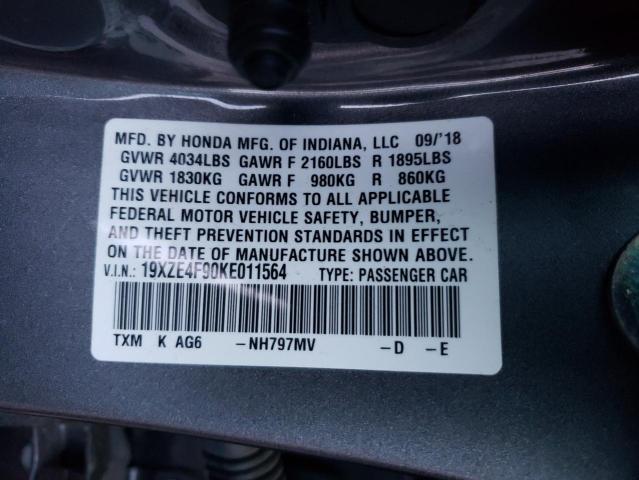 MFD. BY HONDA MFG. OF INDIANA, LLC 09/'18
GVWR 4034LBS GAWR F 2160LBS R 1895LBS
GVWR 1830KG GAWR F 980KG R 860KG
THIS VEHICLE CONFORMS TO ALL APPLICABLE
FEDERAL MOTOR VEHICLE SAFETY, BUMPER,
AND THEFT PREVENTION STANDARDS IN EFFECT
ON THE DATE OF MANUFACTURE SHOWN ABOVE.
V.I.N.: 19XZE4F90KE011564 TYPE: PASSENGER CAR
TXM K AG6 -NH797MV -D -E